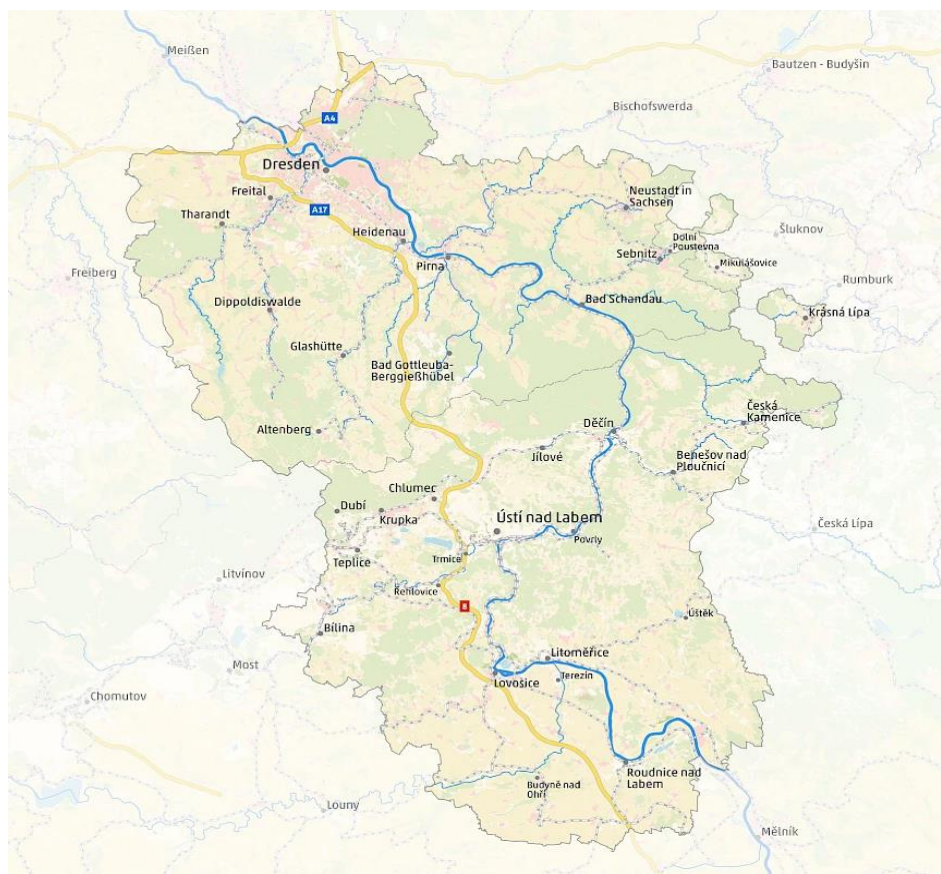 Meißen
Bautzen - Budyšin
Bischofswerda
A4
Dresden
Freital
Neustadt in
Sachsen
A17
Tharandt
Heidenau
Šluknov
Dolní
Poustevna
Sebnitz
Mikulášovice
Pirna
Freiberg
Rumburk
Dippoldiswalde
Bad Schandau
Krásná Lípa
Glashütte
Bad Gottleuba-
Berggießhübel
Česká
Kamenice
Altenberg
Děčín
Jílové
Benešov nad
Ploučnicí
Chlumec
Dubí
Krupka
Ústí nad Labem
Česká Lípa
Povrly
Trmice
Teplice
Litvínov
Řehlovice
8
Úštěk
Bílina
Litoměřice
Most
Terezín
Lovosice
Chomutov
Roudnice nad
Labem
Budyně nad
Ohří
Louny
Mělník